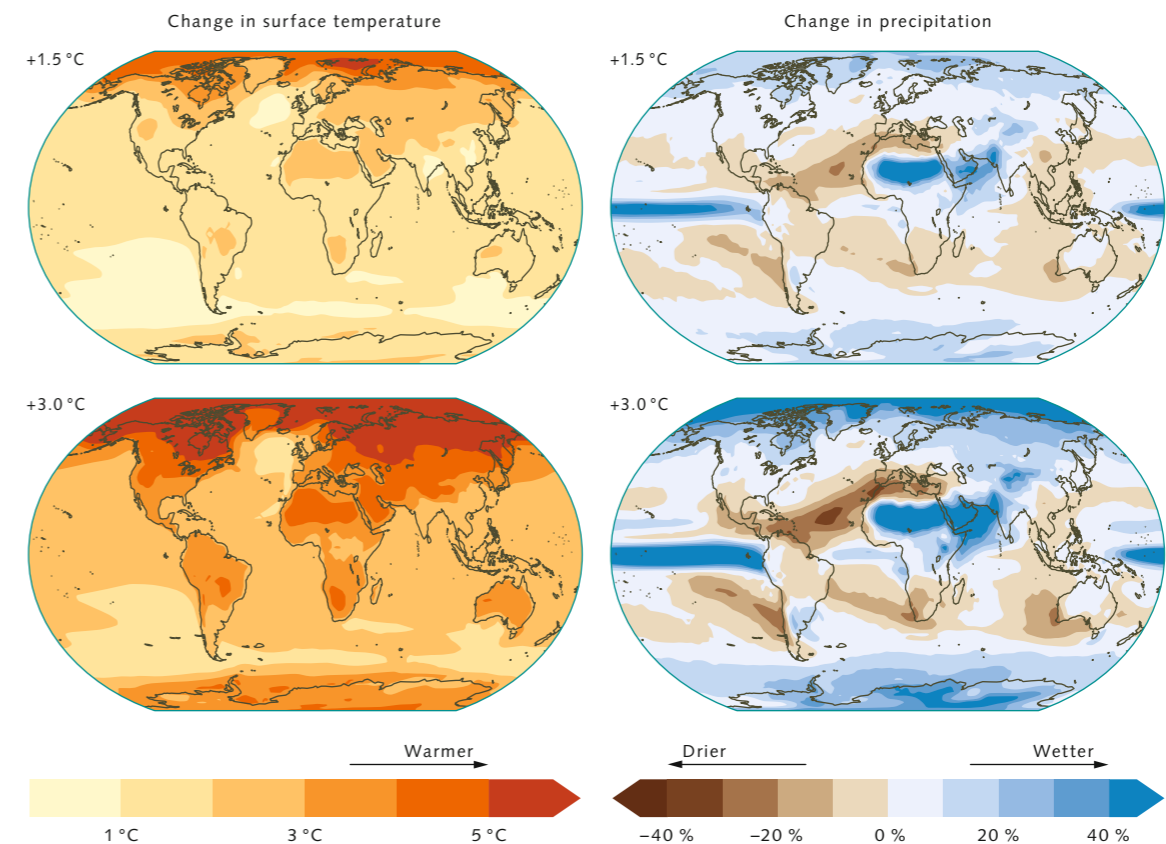 Change in surface temperature
Change in precipitation
+1.5 °C
+1.5 °C
+3.0 °C
+3.0 °C
Warmer
Drier
Wetter
1 °C
3 °C
5 °C
−40 %
−20 %
0 %
20 %
40 %